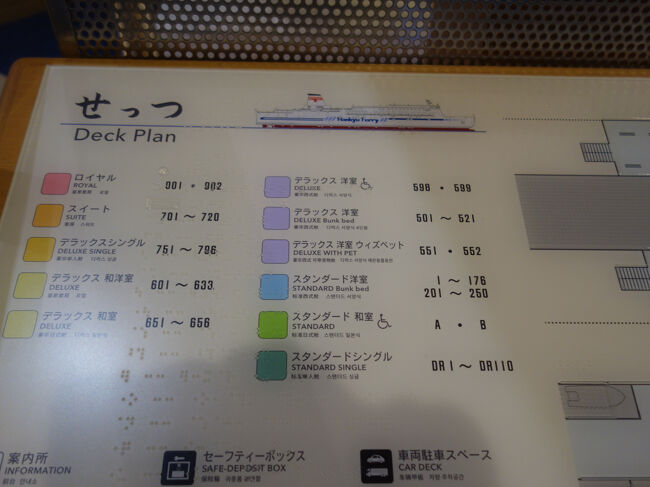 せっつ
Deck Plan
Hankyu Ferry
ロイヤル
ROYAL
901・902
スイート
SUITE
701～720
デラックスシングル
DELUXE SINGLE
751～796
デラックス 和洋室
DELUXE
601～633
デラックス 和室
DELUXE
651～656
デラックス 洋室
DELUXE
598・599
デラックス 洋室
DELUXE Bunk bed
501～521
デラックス 洋室 ウィズペット
DELUXE WITH PET
551・552
スタンダード洋室
STANDARD Bunk bed
1～176
201～250
スタンダード 和室
STANDARD
A・B
スタンダードシングル
STANDARD SINGLE
DR1～DR110
案内所
INFORMATION
セーフティーボックス
SAFE-DEPOSIT BOX
車両駐車スペース
CAR DECK